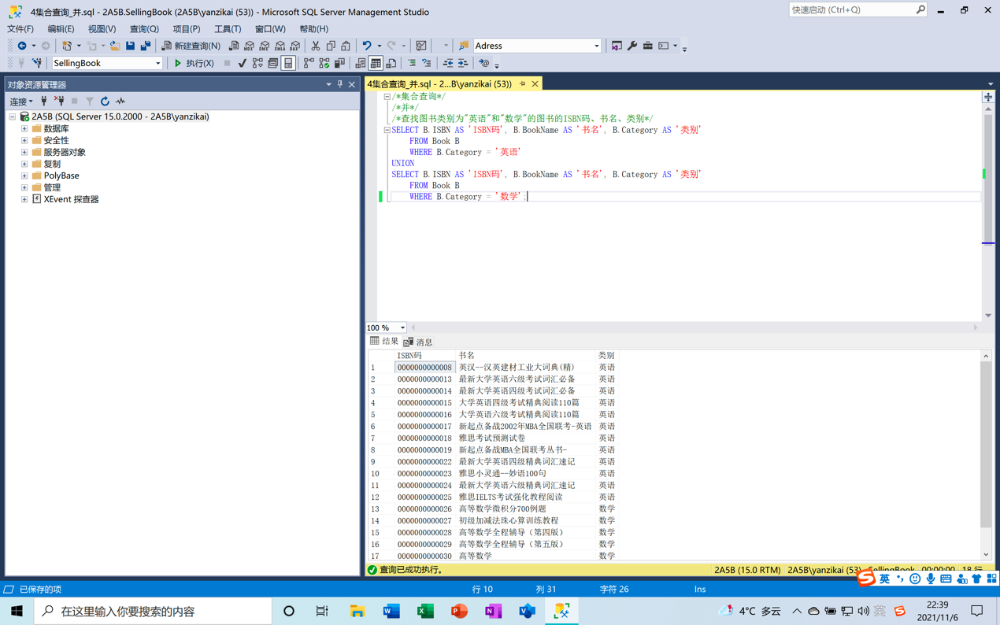 4集合查询_并.sql - 2A5B.SellingBook (2A5B\yanzikai (53)) - Microsoft SQL Server Management Studio
快速启动 (Ctrl+Q)
文件(F) 编辑(E) 视图(V) 查询(Q) 项目(P) 工具(T) 窗口(W) 帮助(H)
新建查询(N) MDX DMX XMLA DAX Adress
SellingBook 执行(X)
对象资源管理器
4集合查询_并.sql - 2...B\yanzikai (53))
连接
2A5B (SQL Server 15.0.2000 - 2A5B\yanzikai)
数据库
安全性
服务器对象
复制
PolyBase
管理
XEvent 探查器
/*集合查询*/
/*并*/
/*查找图书类别为"英语"和"数学"的图书的ISBN码、书名、类别*/
SELECT B.ISBN AS 'ISBN码', B.BookName AS '书名', B.Category AS '类别'
FROM Book B
WHERE B.Category = '英语'
UNION
SELECT B.ISBN AS 'ISBN码', B.BookName AS '书名', B.Category AS '类别'
FROM Book B
WHERE B.Category = '数学';
100 %
结果 消息
ISBN码 书名 类别
1 0000000000008 英汉--汉英建材工业大词典(精) 英语
2 0000000000013 最新大学英语六级考试词汇必备 英语
3 0000000000014 最新大学英语四级考试词汇必备 英语
4 0000000000015 大学英语四级考试精典阅读110篇 英语
5 0000000000016 大学英语六级考试精典阅读110篇 英语
6 0000000000017 新起点备战2002年MBA全国联考-英语 英语
7 0000000000018 雅思考试预测试卷 英语
8 0000000000019 新起点备战MBA全国联考丛书- 英语
9 0000000000022 最新大学英语四级精典词汇速记 英语
10 0000000000023 雅思小灵通--妙语100句 英语
11 0000000000024 最新大学英语六级精典词汇速记 英语
12 0000000000025 雅思IELTS考试强化教程阅读 英语
13 0000000000026 高等数学微积分700例题 数学
14 0000000000027 初级加减法珠心算训练教程 数学
15 0000000000028 高等数学全程辅导（第四版） 数学
16 0000000000029 高等数学全程辅导（第五版） 数学
17 0000000000030 高等数学 数学
查询已成功执行。 2A5B (15.0 RTM) 2A5B\yanzikai (53) SellingBook 00:00:00 18 行
英
已保存的项 行 10 列 31 字符 26 Ins
在这里输入你要搜索的内容
4°C 多云
英
22:39
2021/11/6